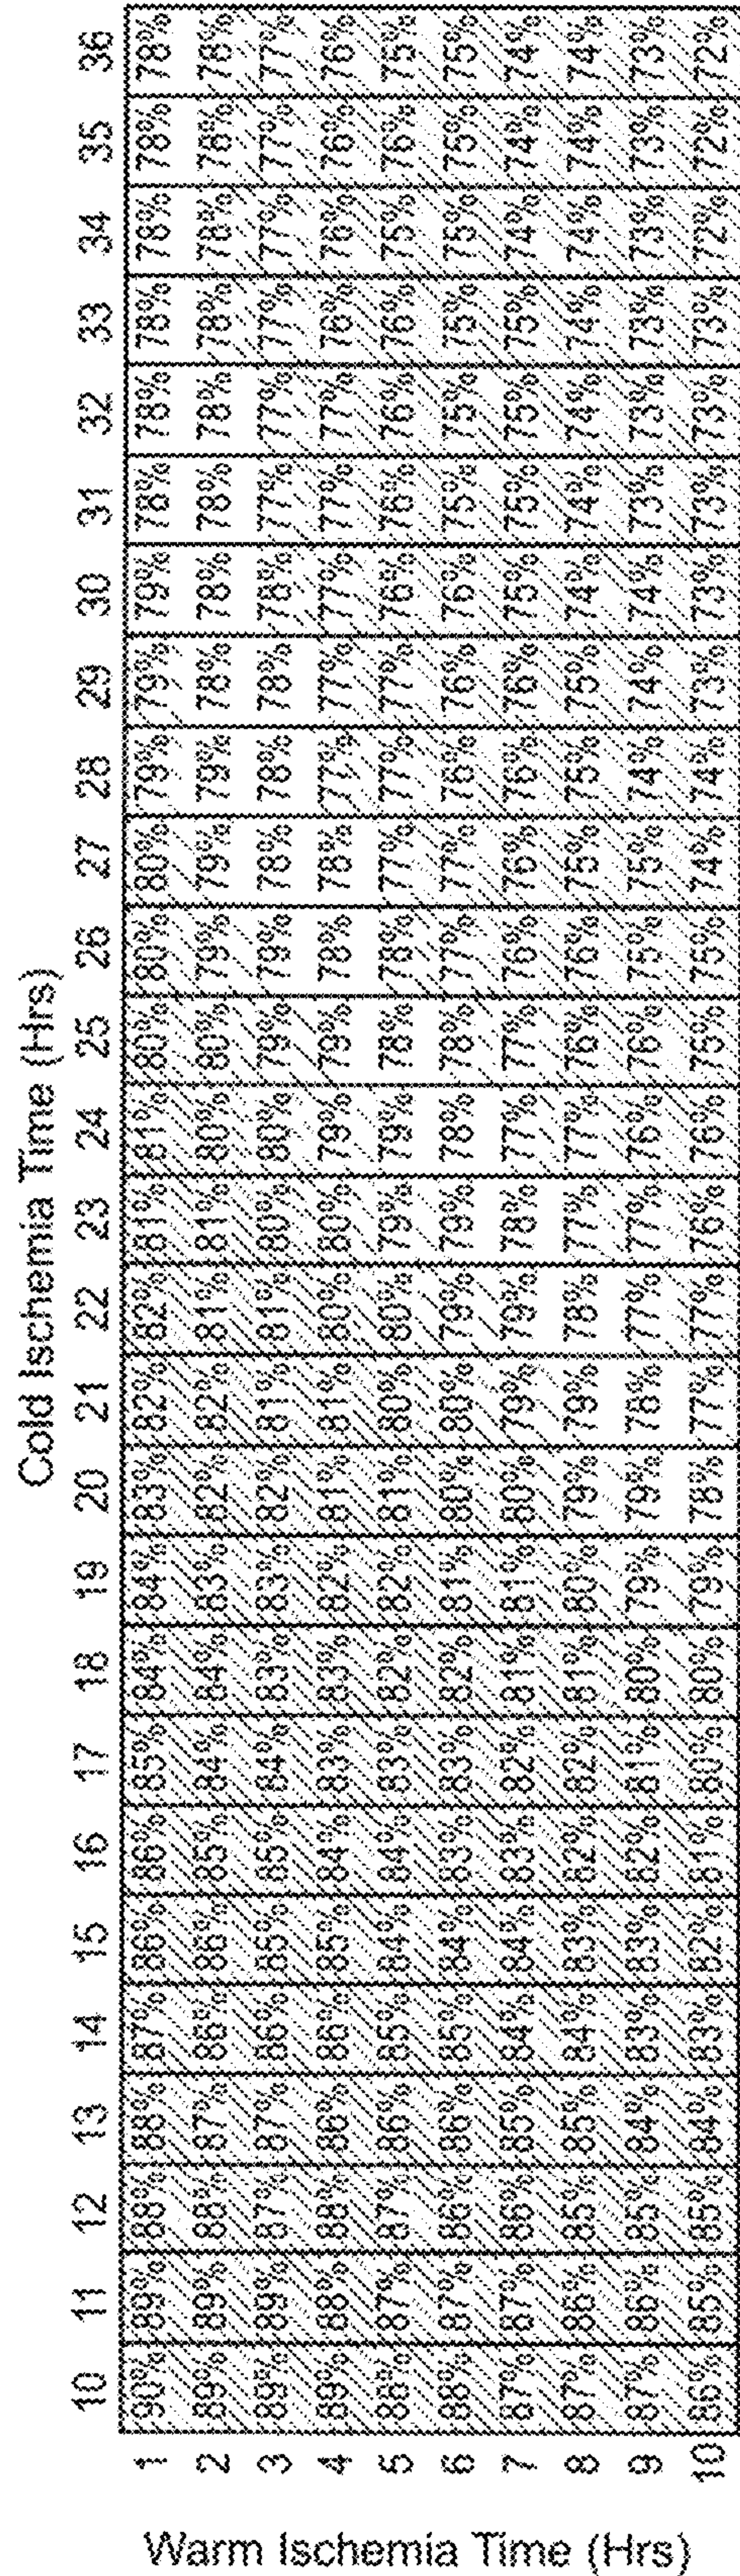 Cold Ischemia Time (Hrs)
10 11 12 13 14 15 16 17 18 19 20 21 22 23 24 25 26 27 28 29 30 31 32 33 34 35 36
Warm Ischemia Time (Hrs)
1 90% 89% 88% 88% 87% 86% 86% 85% 84% 84% 83% 82% 82% 81% 81% 80% 80% 80% 79% 79% 79% 78% 78% 78% 78% 78% 78%
2 89% 89% 88% 87% 86% 86% 85% 84% 84% 83% 82% 82% 81% 81% 80% 80% 79% 79% 79% 78% 78% 78% 78% 78% 78% 78% 78%
3 89% 89% 87% 87% 86% 85% 85% 84% 83% 83% 82% 81% 81% 80% 80% 79% 79% 78% 78% 78% 78% 77% 77% 77% 77% 77% 77%
4 89% 88% 88% 86% 86% 85% 84% 83% 83% 82% 81% 81% 80% 80% 79% 79% 78% 78% 77% 77% 77% 77% 77% 76% 76% 76% 76%
5 88% 87% 87% 86% 85% 84% 84% 83% 82% 82% 81% 80% 80% 79% 79% 78% 78% 77% 77% 77% 76% 76% 76% 76% 75% 76% 75%
6 88% 87% 86% 86% 85% 84% 83% 83% 82% 81% 80% 80% 79% 79% 78% 78% 77% 77% 76% 76% 76% 75% 75% 75% 75% 75% 75%
7 87% 87% 86% 85% 84% 84% 83% 82% 81% 81% 80% 79% 79% 78% 77% 77% 76% 76% 76% 76% 75% 75% 75% 75% 74% 74% 74%
8 87% 86% 85% 85% 84% 83% 82% 82% 81% 80% 79% 79% 78% 77% 77% 76% 76% 75% 75% 75% 74% 74% 74% 74% 74% 74% 74%
9 87% 86% 85% 84% 83% 83% 82% 81% 80% 79% 79% 78% 77% 77% 76% 76% 75% 75% 74% 74% 74% 73% 73% 73% 73% 73% 73%
10 86% 85% 85% 84% 83% 82% 81% 80% 80% 79% 78% 77% 77% 76% 76% 75% 75% 74% 74% 73% 73% 73% 73% 73% 72% 72% 72%